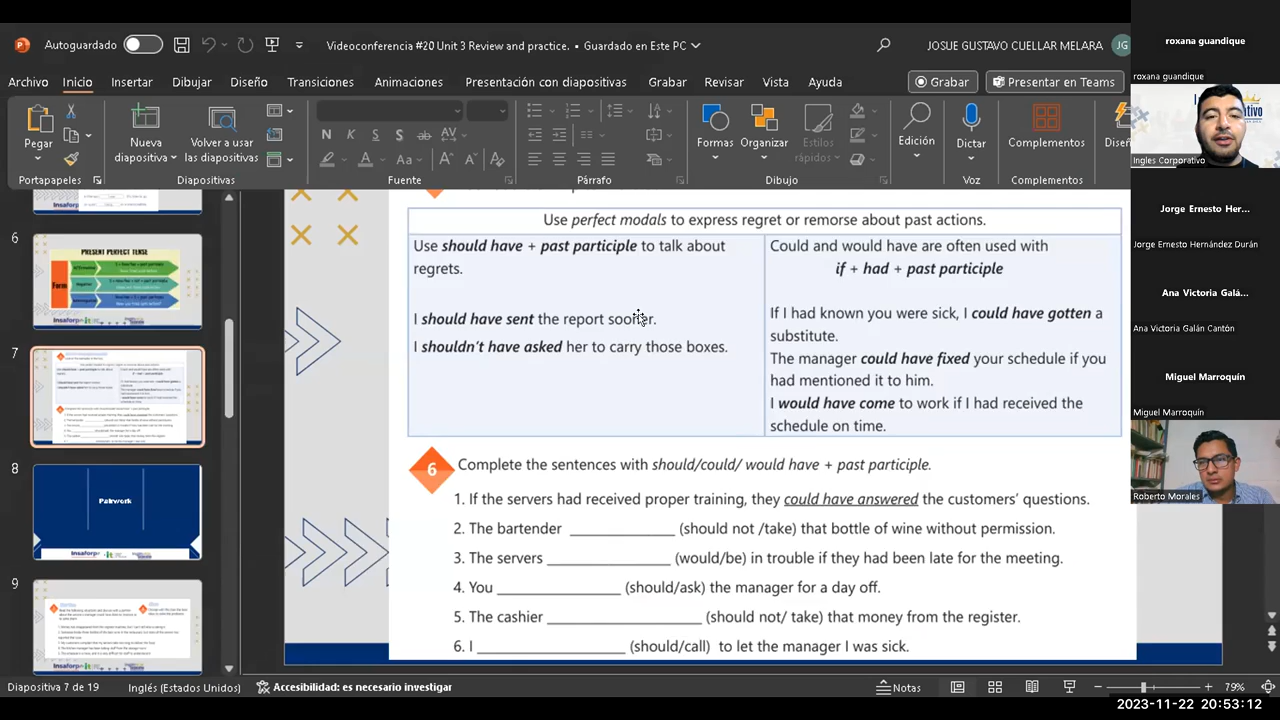 Autoguardado
Videoconferencia #20 Unit 3 Review and practice. • Guardado en Este PC
JOSUE GUSTAVO CUELLAR MELARA
JG
Archivo
Inicio
Insertar
Dibujar
Diseño
Transiciones
Animaciones
Presentación con diapositivas
Grabar
Revisar
Vista
Programador
Ayuda
Grabar
Presentar en Teams
Pegar
Nueva diapositiva
Volver a usar las diapositivas
Formas
Organizar
Estilos rápidos
Edición
Dictar
Complementos
Portapapeles
Diapositivas
Fuente
Párrafo
Dibujo
Voz
Complementos
6
PRESENT PERFECT TENSE
Form
7
8
Pairwork
9
Use perfect modals to express regret or remorse about past actions.
Use should have + past participle to talk about
regrets.
I should have sent the report sooner.
I shouldn't have asked her to carry those boxes.
Could and would have are often used with
if + had + past participle
If I had known you were sick, I could have gotten a
substitute.
The manager could have fixed your schedule if you
had mentioned it to him.
I would have come to work if I had received the
schedule on time.
6 Complete the sentences with should/could/ would have + past participle.
1. If the servers had received proper training, they could have answered the customers' questions.
2. The bartender ____________ (should not /take) that bottle of wine without permission.
3. The servers ____________ (would/be) in trouble if they had been late for the meeting.
4. You ____________ (should/ask) the manager for a day off.
5. The cashier ____________ (should not/ take) that money from the register.
6. I ____________ (should/call) to let the manager I was sick.
roxana guandique
roxana guandique
Ingles Corporativo
Jorge Ernesto Her...
Jorge Ernesto Hernández Durán
Ana Victoria Galá...
Ana Victoria Galán Cantón
Miguel Marroquín
Miguel Marroquín
Roberto Morales
Diapositiva 7 de 19
Inglés (Estados Unidos)
Accesibilidad: es necesario investigar
Notas
79%
2023-11-22 20:53:12